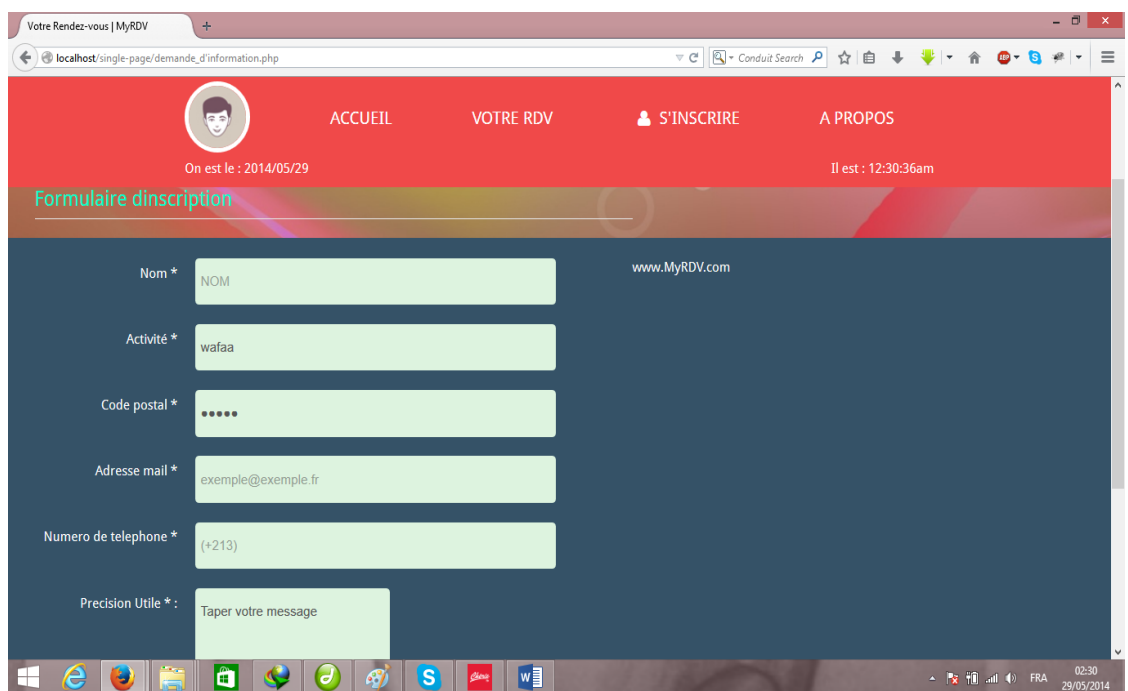 Votre Rendez-vous | MyRDV
localhost/single-page/demande_d'information.php
Conduit Search
ACCUEIL VOTRE RDV S'INSCRIRE A PROPOS
On est le : 2014/05/29 Il est : 12:30:36am
Formulaire dinscription
Nom * NOM
www.MyRDV.com
Activité * wafaa
Code postal * •••••
Adresse mail * exemple@exemple.fr
Numero de telephone * (+213)
Precision Utile * : Taper votre message
FRA
02:30
29/05/2014